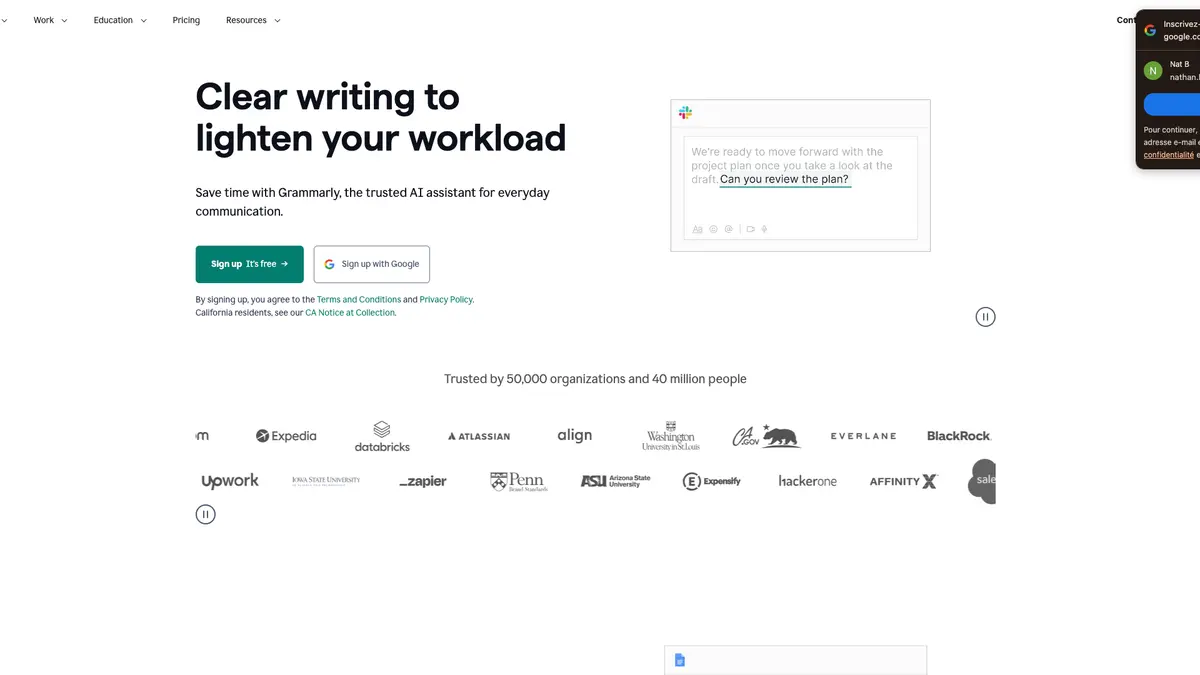 Work
Education
Pricing
Resources
Cont
Inscrivez-
google.co
N
Nat B
nathan.
Pour continuer,
adresse e-mail e
confidentialité e
Clear writing to
lighten your workload
Save time with Grammarly, the trusted AI assistant for everyday
communication.
Sign up It's free →
Sign up with Google
By signing up, you agree to the Terms and Conditions and Privacy Policy.
California residents, see our CA Notice at Collection.
We're ready to move forward with the
project plan once you take a look at the
draft. Can you review the plan?
Aa
Trusted by 50,000 organizations and 40 million people
om
Expedia
databricks
ATLASSIAN
align
Washington
University in St. Louis
CA
.GOV
EVERLANE
BlackRock.
Upwork
IOWA STATE UNIVERSITY
_zapier
Penn
ASU Arizona State
University
E Expensify
hackerone
AFFINITY X
sale